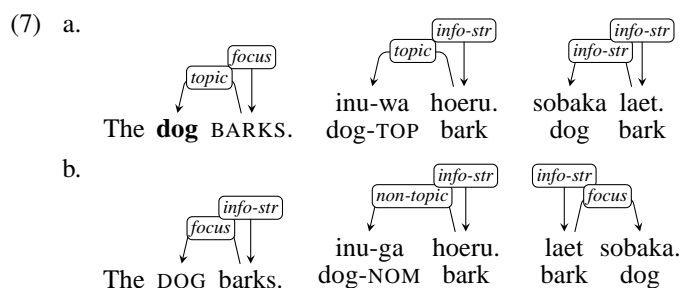 (7) a.
focus info-str info-str
topic topic info-str
inu-wa hoeru. sobaka laet.
The dog BARKS. dog-TOP bark dog bark
b.
info-str info-str info-str
focus non-topic focus
inu-ga hoeru. laet sobaka.
The DOG barks. dog-NOM bark bark dog